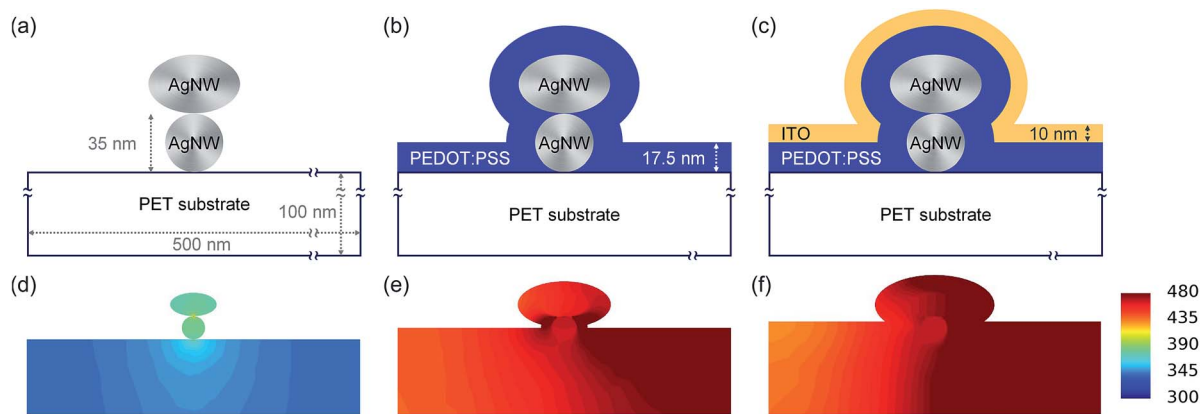 (a)
AgNW
AgNW
35 nm
PET substrate
100 nm
500 nm
(b)
AgNW
AgNW
PEDOT:PSS
17.5 nm
PET substrate
(c)
AgNW
AgNW
ITO
10 nm
PEDOT:PSS
PET substrate
(d)
(e)
(f)
480
435
390
345
300